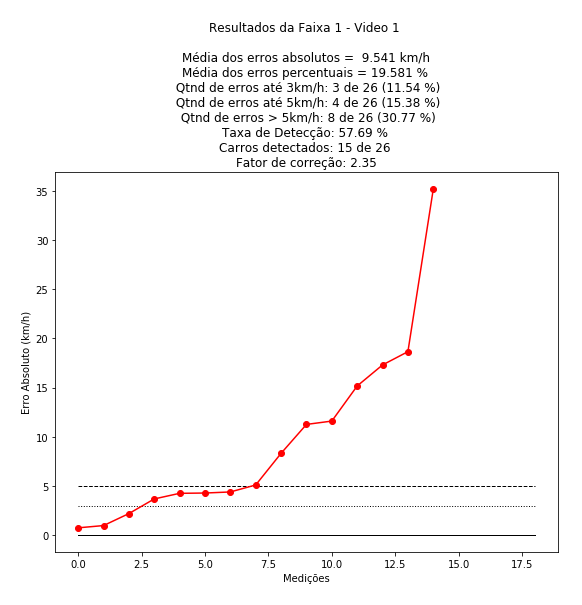 Resultados da Faixa 1 - Video 1
Média dos erros absolutos =  9.541 km/h
Média dos erros percentuais = 19.581 %
Qtnd de erros até 3km/h: 3 de 26 (11.54 %)
Qtnd de erros até 5km/h: 4 de 26 (15.38 %)
Qtnd de erros > 5km/h: 8 de 26 (30.77 %)
Taxa de Detecção: 57.69 %
Carros detectados: 15 de 26
Fator de correção: 2.35
35
30
25
20
15
10
5
0
Erro Absoluto (km/h)
0.0 2.5 5.0 7.5 10.0 12.5 15.0 17.5
Medições